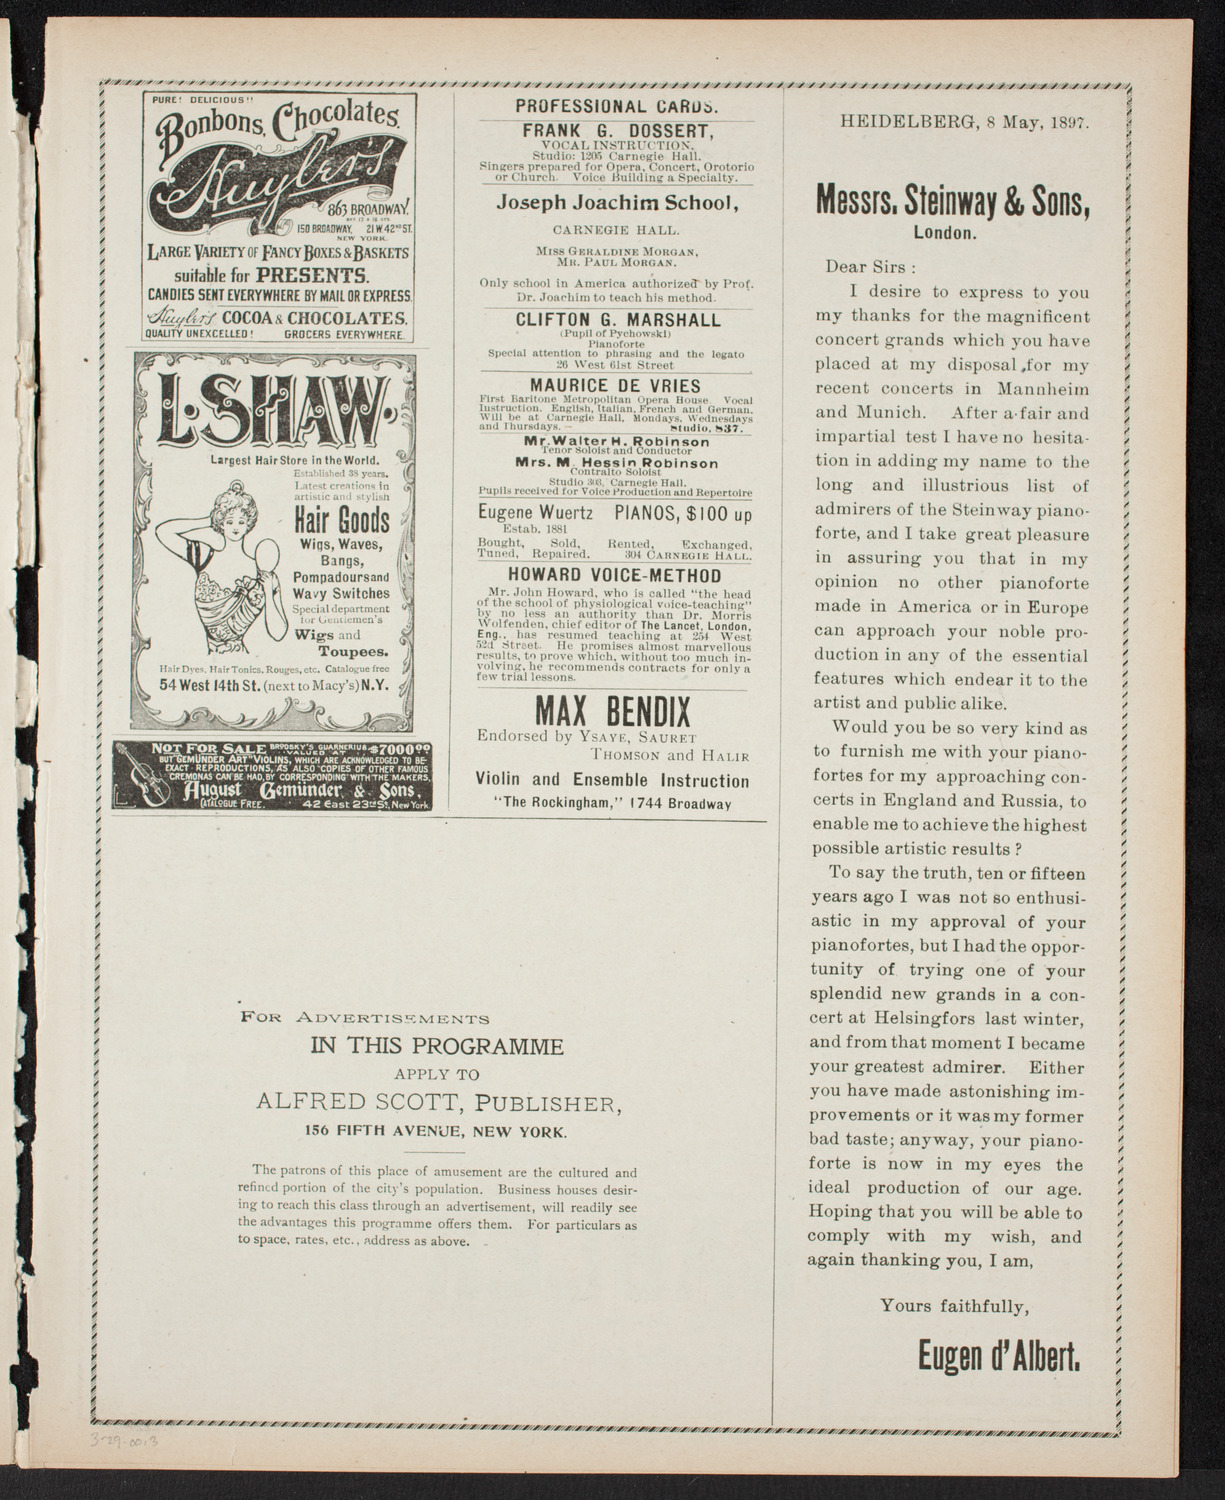 PURE! DELICIOUS!!
Bonbons, Chocolates.
Huyler's
863 BROADWAY.
150 BROADWAY, 21 W. 42ND ST.
NEW YORK.
LARGE VARIETY OF FANCY BOXES & BASKETS
suitable for PRESENTS.
CANDIES SENT EVERYWHERE BY MAIL OR EXPRESS.
Huyler's COCOA & CHOCOLATES.
QUALITY UNEXCELLED! GROCERS EVERYWHERE.
L. SHAW.
Largest Hair Store in the World.
Established 38 years.
Latest creations in
artistic and stylish
Hair Goods
Wigs, Waves,
Bangs,
Pompadours and
Wavy Switches
Special department
for Gentlemen's
Wigs and
Toupees.
Hair Dyes, Hair Tonics, Rouges, etc. Catalogue free
54 West 14th St. (next to Macy's) N.Y.
NOT FOR SALE BRODSKY'S GUARNERIUS, VALUED AT $7000⁰⁰
BUT "GEMÜNDER ART" VIOLINS, WHICH ARE ACKNOWLEDGED TO BE
EXACT REPRODUCTIONS, AS ALSO COPIES OF OTHER FAMOUS
CREMONAS CAN BE HAD, BY CORRESPONDING WITH THE MAKERS,
August Gemünder & Sons,
CATALOGUE FREE. 42 East 23rd St, New York.
PROFESSIONAL CARDS.
FRANK G. DOSSERT,
VOCAL INSTRUCTION.
Studio: 1205 Carnegie Hall.
Singers prepared for Opera, Concert, Oratorio
or Church. Voice Building a Specialty.
Joseph Joachim School,
CARNEGIE HALL.
MISS GERALDINE MORGAN,
MR. PAUL MORGAN.
Only school in America authorized by Prof.
Dr. Joachim to teach his method.
CLIFTON G. MARSHALL
(Pupil of Pychowski)
Pianoforte
Special attention to phrasing and the legato
26 West 61st Street
MAURICE DE VRIES
First Baritone Metropolitan Opera House. Vocal
Instruction. English, Italian, French and German.
Will be at Carnegie Hall, Mondays, Wednesdays
and Thursdays. — Studio, 837.
Mr. Walter H. Robinson
Tenor Soloist and Conductor
Mrs. M. Hessin Robinson
Contralto Soloist
Studio 303, Carnegie Hall.
Pupils received for Voice Production and Repertoire
Eugene Wuertz PIANOS, $100 up
Estab. 1881
Bought, Sold, Rented, Exchanged,
Tuned, Repaired. 304 CARNEGIE HALL.
HOWARD VOICE-METHOD
Mr. John Howard, who is called "the head
of the school of physiological voice-teaching"
by no less an authority than Dr. Morris
Wolfenden, chief editor of The Lancet, London,
Eng., has resumed teaching at 254 West
52d Street. He promises almost marvellous
results, to prove which, without too much in-
volving, he recommends contracts for only a
few trial lessons.
MAX BENDIX
Endorsed by YSAYE, SAURET
THOMSON and HALIR
Violin and Ensemble Instruction
"The Rockingham," 1744 Broadway
FOR ADVERTISEMENTS
IN THIS PROGRAMME
APPLY TO
ALFRED SCOTT, PUBLISHER,
156 FIFTH AVENUE, NEW YORK.
The patrons of this place of amusement are the cultured and
refined portion of the city's population. Business houses desir-
ing to reach this class through an advertisement, will readily see
the advantages this programme offers them. For particulars as
to space, rates, etc., address as above.
HEIDELBERG, 8 May, 1897.
Messrs. Steinway & Sons,
London.
Dear Sirs :
I desire to express to you
my thanks for the magnificent
concert grands which you have
placed at my disposal for my
recent concerts in Mannheim
and Munich. After a fair and
impartial test I have no hesita-
tion in adding my name to the
long and illustrious list of
admirers of the Steinway piano-
forte, and I take great pleasure
in assuring you that in my
opinion no other pianoforte
made in America or in Europe
can approach your noble pro-
duction in any of the essential
features which endear it to the
artist and public alike.
Would you be so very kind as
to furnish me with your piano-
fortes for my approaching con-
certs in England and Russia, to
enable me to achieve the highest
possible artistic results ?
To say the truth, ten or fifteen
years ago I was not so enthusi-
astic in my approval of your
pianofortes, but I had the oppor-
tunity of trying one of your
splendid new grands in a con-
cert at Helsingfors last winter,
and from that moment I became
your greatest admirer. Either
you have made astonishing im-
provements or it was my former
bad taste; anyway, your piano-
forte is now in my eyes the
ideal production of our age.
Hoping that you will be able to
comply with my wish, and
again thanking you, I am,
Yours faithfully,
Eugen d'Albert.
3-29-00:3